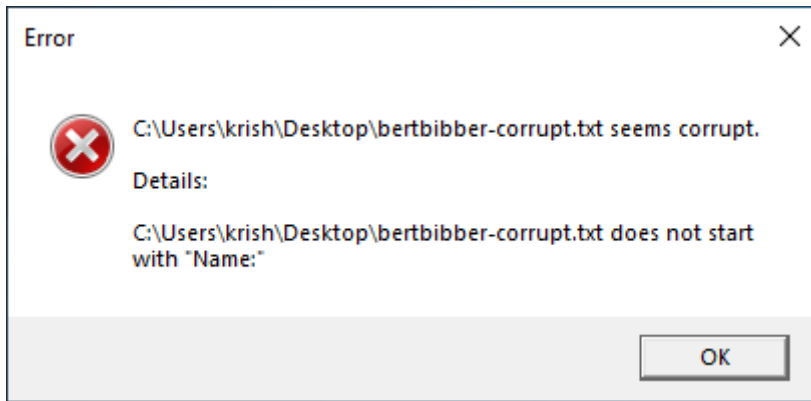 Error
C:\Users\krish\Desktop\bertbibber-corrupt.txt seems corrupt.
Details:
C:\Users\krish\Desktop\bertbibber-corrupt.txt does not start
with "Name:"
OK